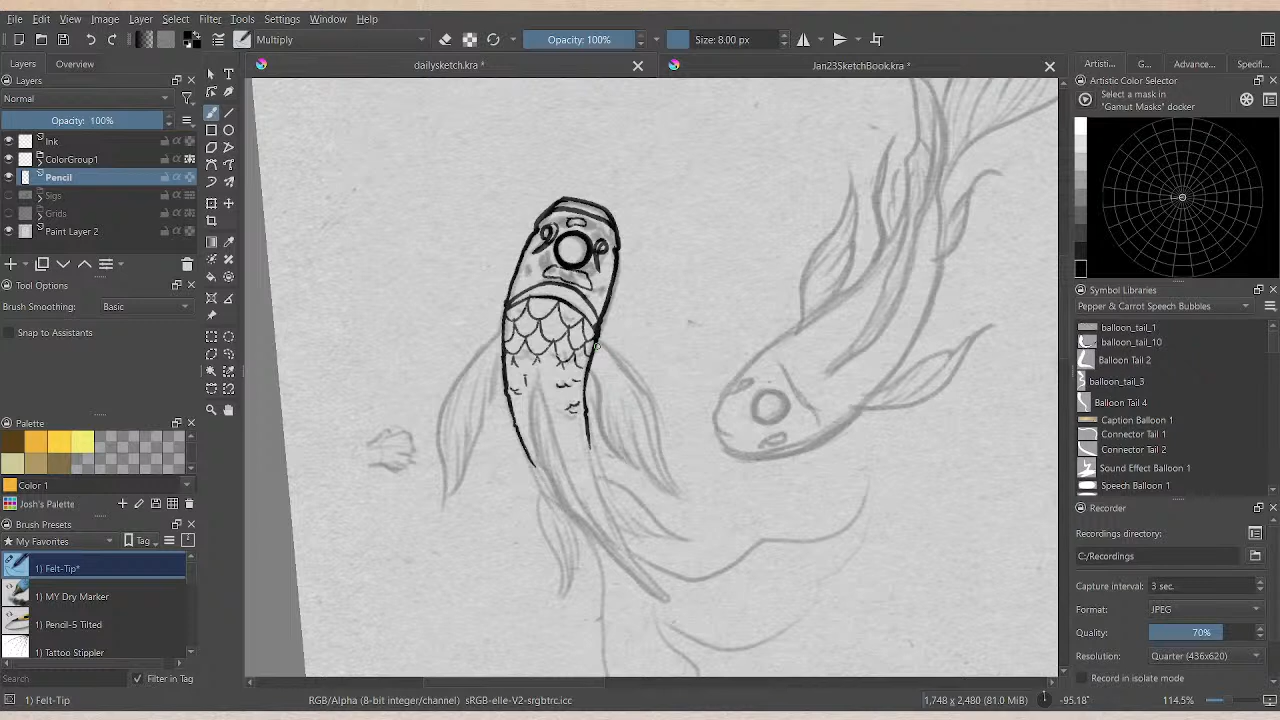 File Edit View Image Layer Select Filter Tools Settings Window Help
Multiply Opacity: 100% Size: 8.00 px
Layers Overview dailysketch.kra * Jan23SketchBook.kra * Artisti... G... Advance... Specifi...
Layers Artistic Color Selector
Normal Select a mask in
"Gamut Masks" docker
Opacity: 100%
Ink
ColorGroup1
Pencil
Sigs
Grids
Paint Layer 2
Tool Options
Brush Smoothing: Basic
Snap to Assistants
Symbol Libraries
Pepper & Carrot Speech Bubbles
balloon_tail_1
balloon_tail_10
Balloon Tail 2
balloon_tail_3
Balloon Tail 4
Caption Balloon 1
Connector Tail 1
Connector Tail 2
Sound Effect Balloon 1
Speech Balloon 1
Palette
Color 1
Josh's Palette
Brush Presets
My Favorites Tag
1) Felt-Tip*
1) MY Dry Marker
1) Pencil-5 Tilted
1) Tattoo Stippler
Search Filter in Tag
Recorder
Recordings directory:
C:/Recordings
Capture interval: 3 sec.
Format: JPEG
Quality: 70%
Resolution: Quarter (436x620)
Record in isolate mode
1) Felt-Tip RGB/Alpha (8-bit integer/channel) sRGB-elle-V2-srgbtrc.icc 1,748 x 2,480 (81.0 MiB) -95.18° 114.5%